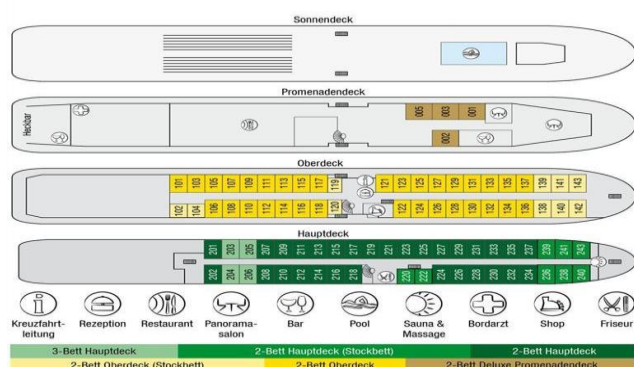 Sonnendeck
Promenadendeck
Heckbar
005 003 001
002
Oberdeck
101 103 105 107 109 111 113 115 117 119 121 123 125 127 129 131 133 135 137 139 141 143
102 104 106 108 110 112 114 116 118 120 122 124 126 128 130 132 134 136 138 140 142
Hauptdeck
201 203 205 207 209 211 213 215 217 219 221 223 225 227 229 231 233 235 237 239 241 243
202 204 206 208 210 212 214 216 218 220 222 224 226 228 230 232 234 236 238 240
Kreuzfahrt-
leitung
Rezeption
Restaurant
Panorama-
salon
Bar
Pool
Sauna &
Massage
Bordarzt
Shop
Friseur
3-Bett Hauptdeck
2-Bett Hauptdeck (Stockbett)
2-Bett Hauptdeck
2-Bett Oberdeck (Stockbett)
2-Bett Oberdeck
2-Bett Deluxe Promenadendeck